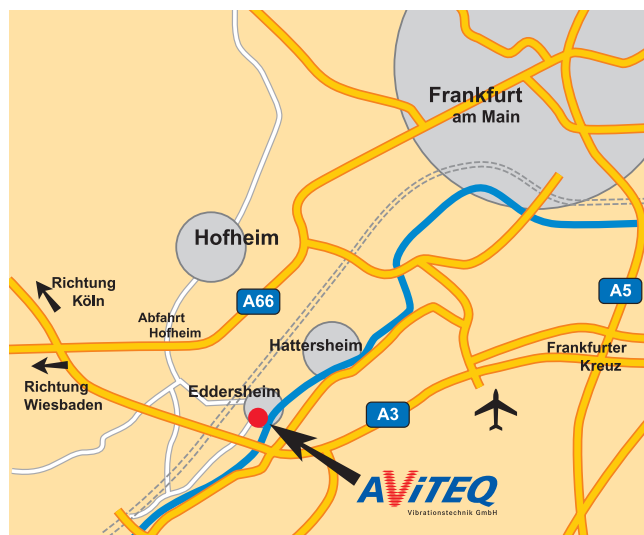 Frankfurt
am Main
Hofheim
Richtung
Köln
A66
A5
Abfahrt
Hofheim
Hattersheim
Frankfurter
Kreuz
Richtung
Wiesbaden
Eddersheim
A3
AViTEQ
Vibrationstechnik GmbH